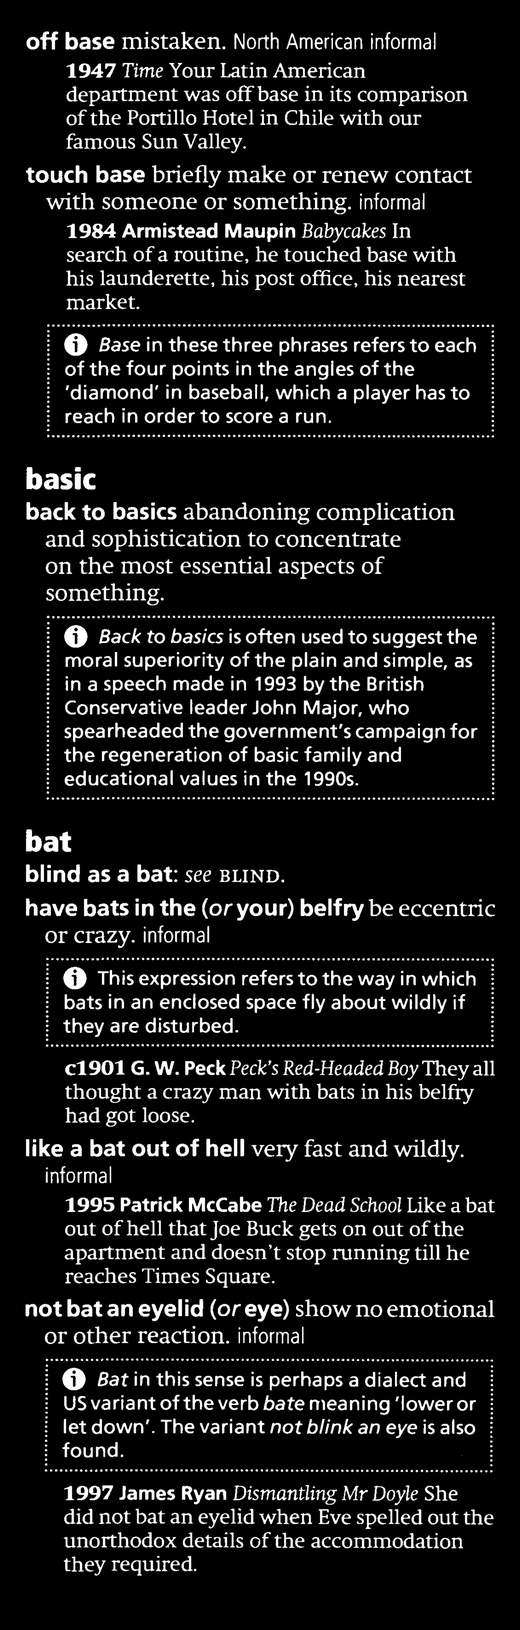 off base mistaken. North American informal
1947 Time Your Latin American
department was off base in its comparison
of the Portillo Hotel in Chile with our
famous Sun Valley.
touch base briefly make or renew contact
with someone or something. informal
1984 Armistead Maupin Babycakes In
search of a routine, he touched base with
his launderette, his post office, his nearest
market.
i Base in these three phrases refers to each
of the four points in the angles of the
'diamond' in baseball, which a player has to
reach in order to score a run.
basic
back to basics abandoning complication
and sophistication to concentrate
on the most essential aspects of
something.
i Back to basics is often used to suggest the
moral superiority of the plain and simple, as
in a speech made in 1993 by the British
Conservative leader John Major, who
spearheaded the government's campaign for
the regeneration of basic family and
educational values in the 1990s.
bat
blind as a bat: see BLIND.
have bats in the (or your) belfry be eccentric
or crazy. informal
i This expression refers to the way in which
bats in an enclosed space fly about wildly if
they are disturbed.
c1901 G. W. Peck Peck's Red-Headed Boy They all
thought a crazy man with bats in his belfry
had got loose.
like a bat out of hell very fast and wildly.
informal
1995 Patrick McCabe The Dead School Like a bat
out of hell that Joe Buck gets on out of the
apartment and doesn't stop running till he
reaches Times Square.
not bat an eyelid (or eye) show no emotional
or other reaction. informal
i Bat in this sense is perhaps a dialect and
US variant of the verb bate meaning 'lower or
let down'. The variant not blink an eye is also
found.
1997 James Ryan Dismantling Mr Doyle She
did not bat an eyelid when Eve spelled out the
unorthodox details of the accommodation
they required.